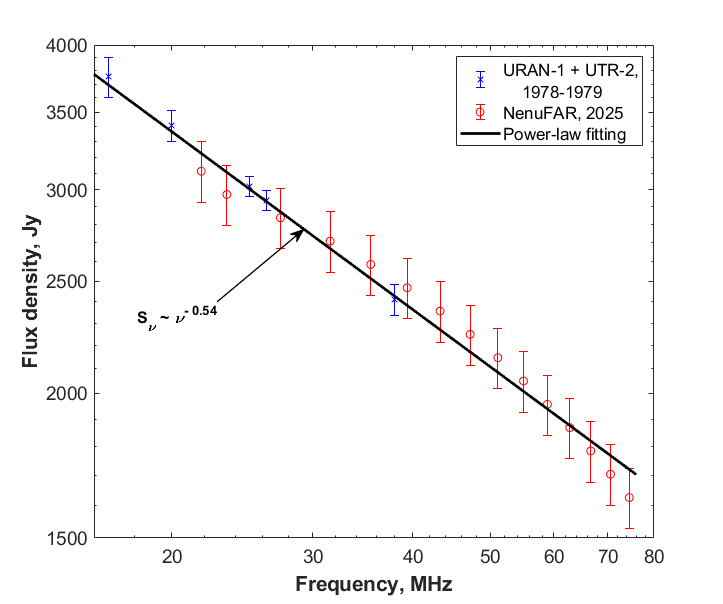 4000
3500
3000
2500
2000
1500
Flux density, Jy
URAN-1 + UTR-2,
1978-1979
NenuFAR, 2025
Power-law fitting
S_ν ~ ν^- 0.54
20 30 40 50 60 70 80
Frequency, MHz